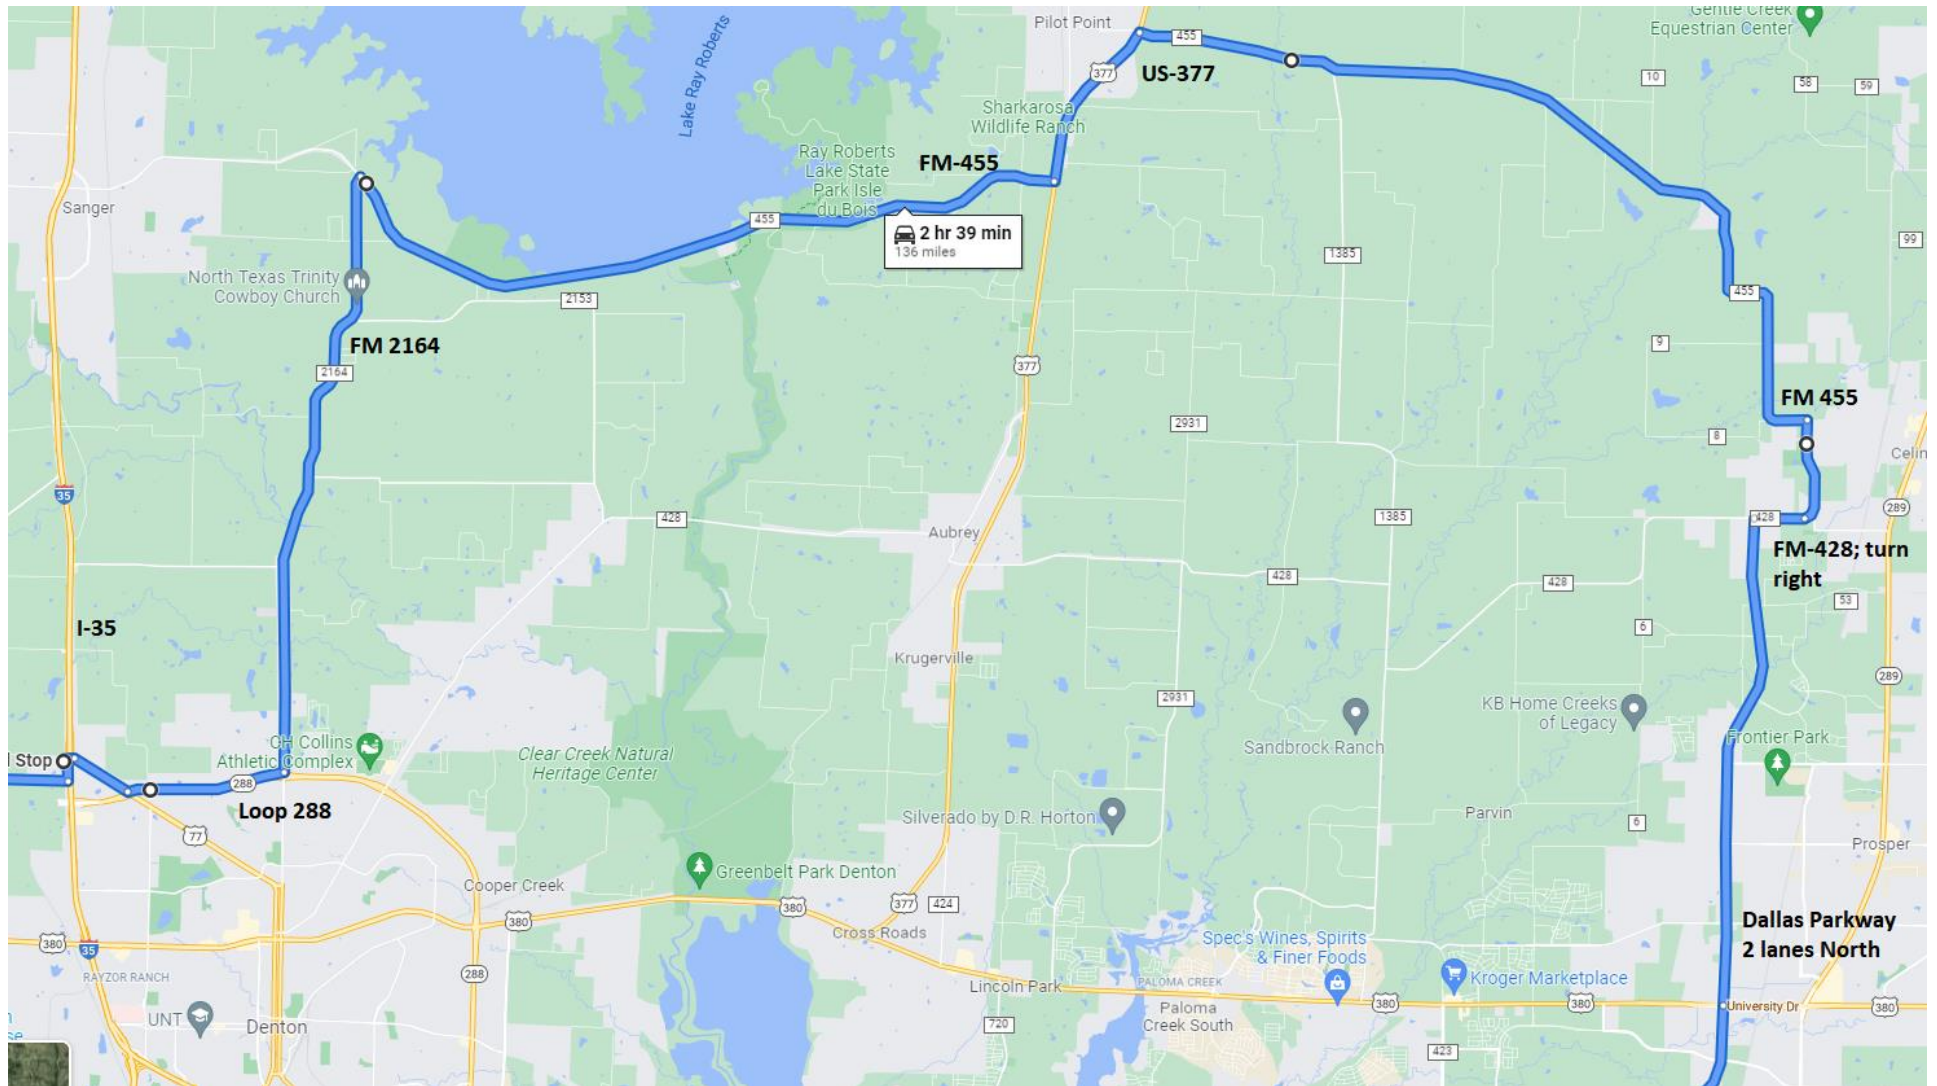 Pilot Point
Gentle Creek
Equestrian Center
455
377
US-377
10
58
59
Lake Ray Roberts
Sharkarosa
Wildlife Ranch
Ray Roberts
Lake State
Park Isle
du Bois
FM-455
Sanger
455
2 hr 39 min
136 miles
99
1385
North Texas Trinity
Cowboy Church
2153
455
FM 2164
2164
377
9
FM 455
2931
8
Celin
35
428
1385
289
428
Aubrey
FM-428; turn
right
428
428
53
I-35
6
Krugerville
289
2931
KB Home Creeks
of Legacy
Sandbrock Ranch
Frontier Park
CH Collins
Athletic Complex
Clear Creek Natural
Heritage Center
l Stop
288
Loop 288
77
Silverado by D.R. Horton
Parvin
6
Prosper
Greenbelt Park Denton
Cooper Creek
380
377
424
380
Cross Roads
Dallas Parkway
2 lanes North
380
35
Spec's Wines, Spirits
& Finer Foods
RAYZOR RANCH
288
Lincoln Park
PALOMA CREEK
Kroger Marketplace
380
380
University Dr
380
Paloma
Creek South
UNT
Denton
720
423
se